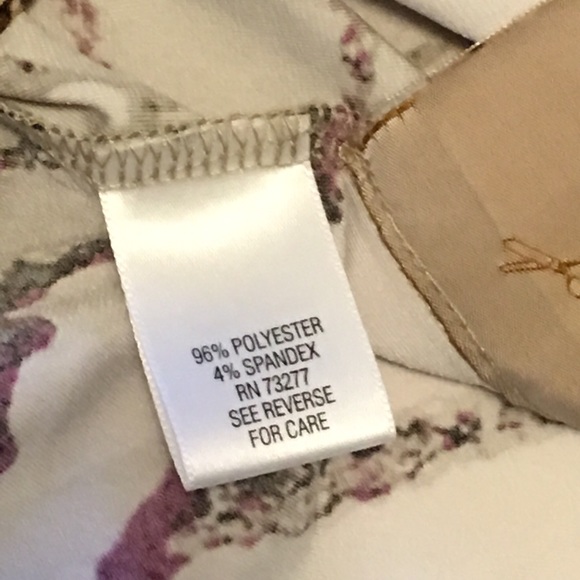 96% POLYESTER
4% SPANDEX
RN 73277
SEE REVERSE
FOR CARE